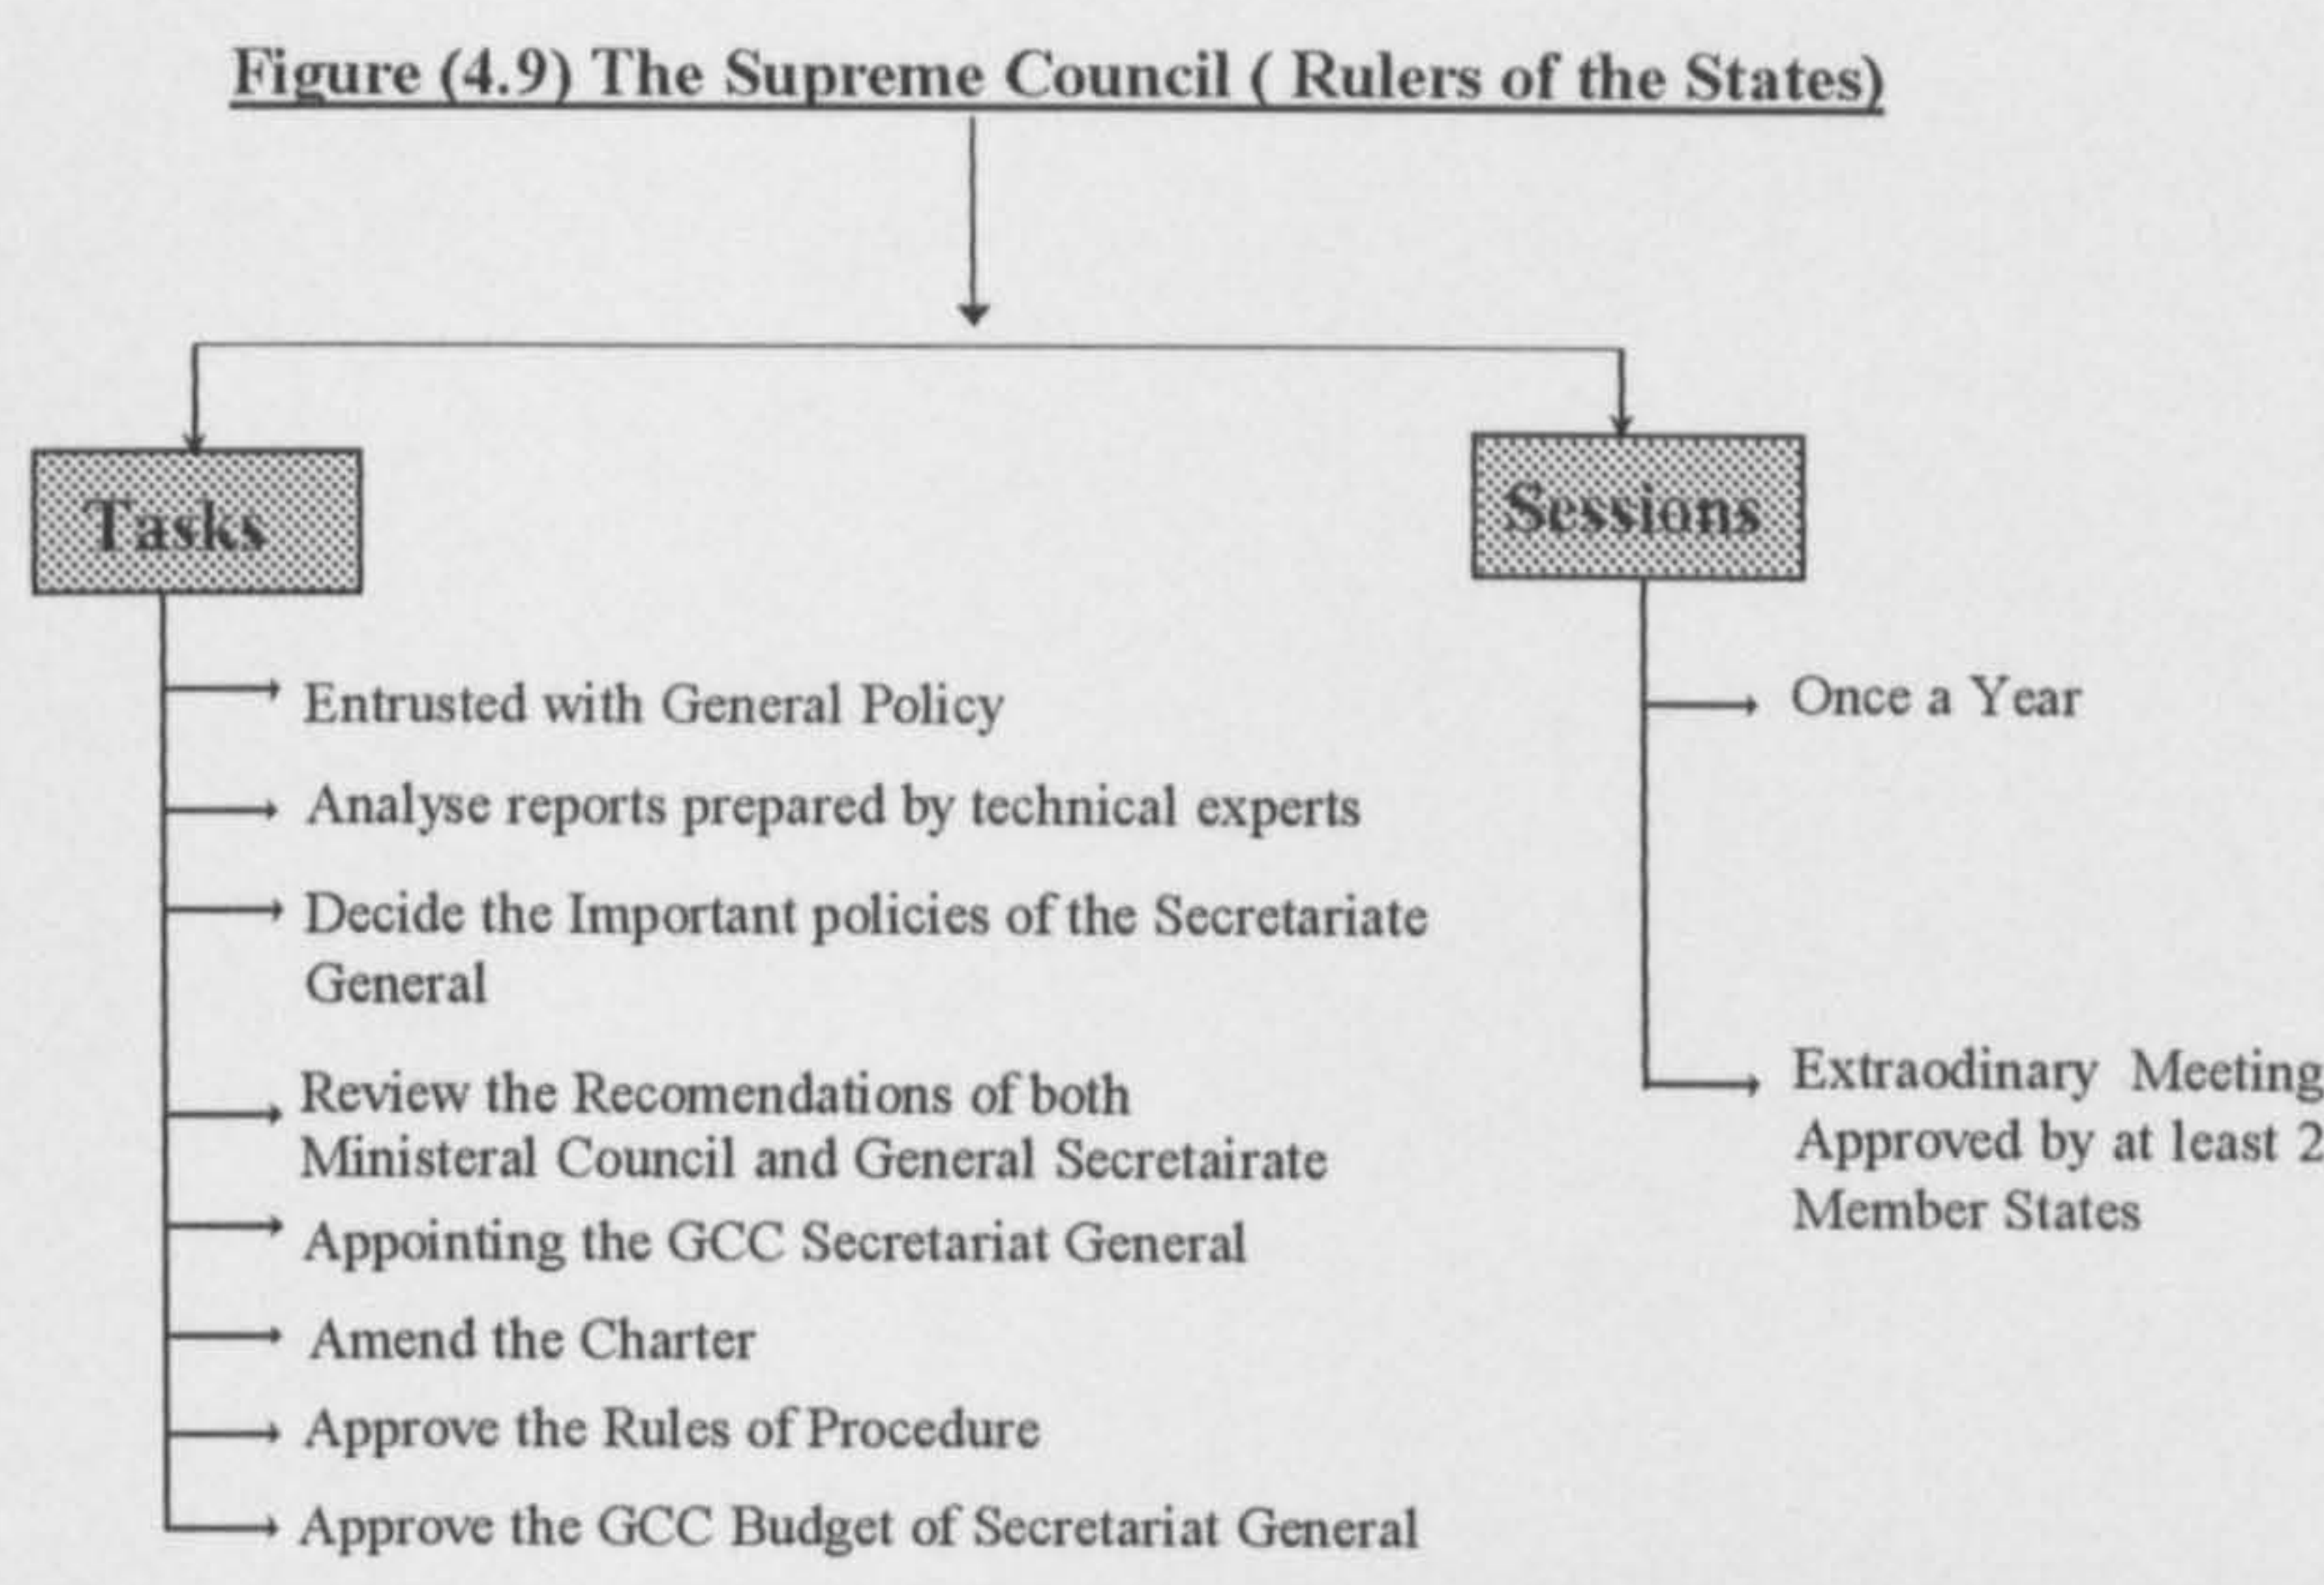 Figure (4.9) The Supreme Council ( Rulers of the States)
Tasks
Entrusted with General Policy
Analyse reports prepared by technical experts
Decide the Important policies of the Secretariate
General
Review the Recomendations of both
Ministeral Council and General Secretairate
Appointing the GCC Secretariat General
Amend the Charter
Approve the Rules of Procedure
Approve the GCC Budget of Secretariat General
Sessions
Once a Year
Extraodinary Meeting
Approved by at least 2
Member States